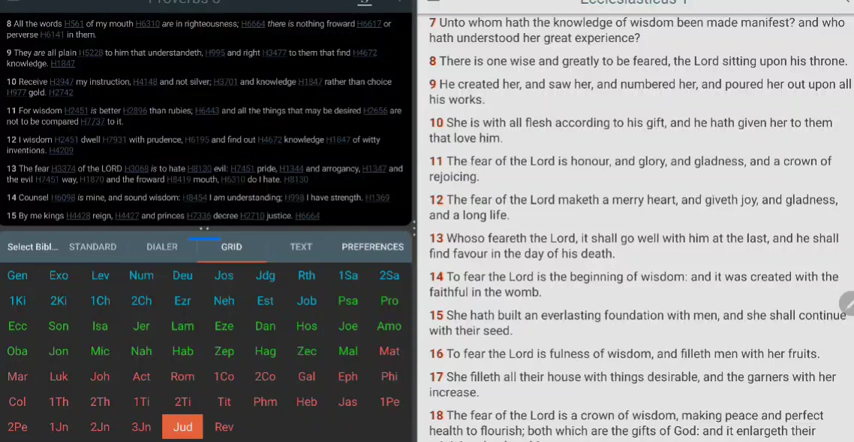 8 All the words H561 of my mouth H6310 are in righteousness; H6664 there is nothing froward H6617 or
perverse H6141 in them.
9 They are all plain H5228 to him that understandeth, H995 and right H3477 to them that find H4672
knowledge. H1847
10 Receive H3947 my instruction, H4148 and not silver; H3701 and knowledge H1847 rather than choice
H977 gold. H2742
11 For wisdom H2451 is better H2896 than rubies; H6443 and all the things that may be desired H2656 are
not to be compared H7737 to it.
12 I wisdom H2451 dwell H7931 with prudence, H6195 and find out H4672 knowledge H1847 of witty
inventions. H4209
13 The fear H3374 of the LORD H3068 is to hate H8130 evil: H7451 pride, H1344 and arrogancy, H1347 and
the evil H7451 way, H1870 and the froward H8419 mouth, H6310 do I hate. H8130
14 Counsel H6098 is mine, and sound wisdom: H8454 I am understanding; H998 I have strength. H1369
15 By me kings H4428 reign, H4427 and princes H7336 decree H2710 justice. H6664
Select Bibl... STANDARD DIALER GRID TEXT PREFERENCES
Gen Exo Lev Num Deu Jos Jdg Rth 1Sa 2Sa
1Ki 2Ki 1Ch 2Ch Ezr Neh Est Job Psa Pro
Ecc Son Isa Jer Lam Eze Dan Hos Joe Amo
Oba Jon Mic Nah Hab Zep Hag Zec Mal Mat
Mar Luk Joh Act Rom 1Co 2Co Gal Eph Phi
Col 1Th 2Th 1Ti 2Ti Tit Phm Heb Jas 1Pe
2Pe 1Jn 2Jn 3Jn Jud Rev
7 Unto whom hath the knowledge of wisdom been made manifest? and who
hath understood her great experience?
8 There is one wise and greatly to be feared, the Lord sitting upon his throne.
9 He created her, and saw her, and numbered her, and poured her out upon all
his works.
10 She is with all flesh according to his gift, and he hath given her to them
that love him.
11 The fear of the Lord is honour, and glory, and gladness, and a crown of
rejoicing.
12 The fear of the Lord maketh a merry heart, and giveth joy, and gladness,
and a long life.
13 Whoso feareth the Lord, it shall go well with him at the last, and he shall
find favour in the day of his death.
14 To fear the Lord is the beginning of wisdom: and it was created with the
faithful in the womb.
15 She hath built an everlasting foundation with men, and she shall continue
with their seed.
16 To fear the Lord is fulness of wisdom, and filleth men with her fruits.
17 She filleth all their house with things desirable, and the garners with her
increase.
18 The fear of the Lord is a crown of wisdom, making peace and perfect
health to flourish; both which are the gifts of God: and it enlargeth their